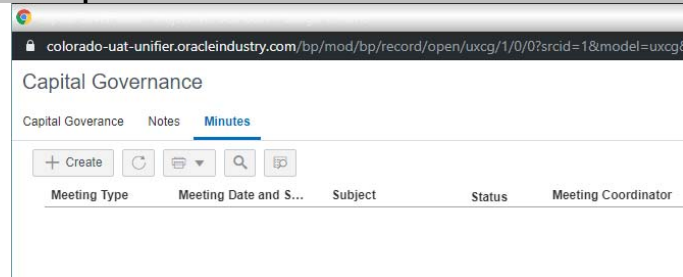 colorado-uat-unifier.oracleindustry.com/bp/mod/bp/record/open/uxcg/1/0/0?srcid=1&model=uxcg&
Capital Governance
Capital Goverance Notes Minutes
+ Create
Meeting Type Meeting Date and S... Subject Status Meeting Coordinator